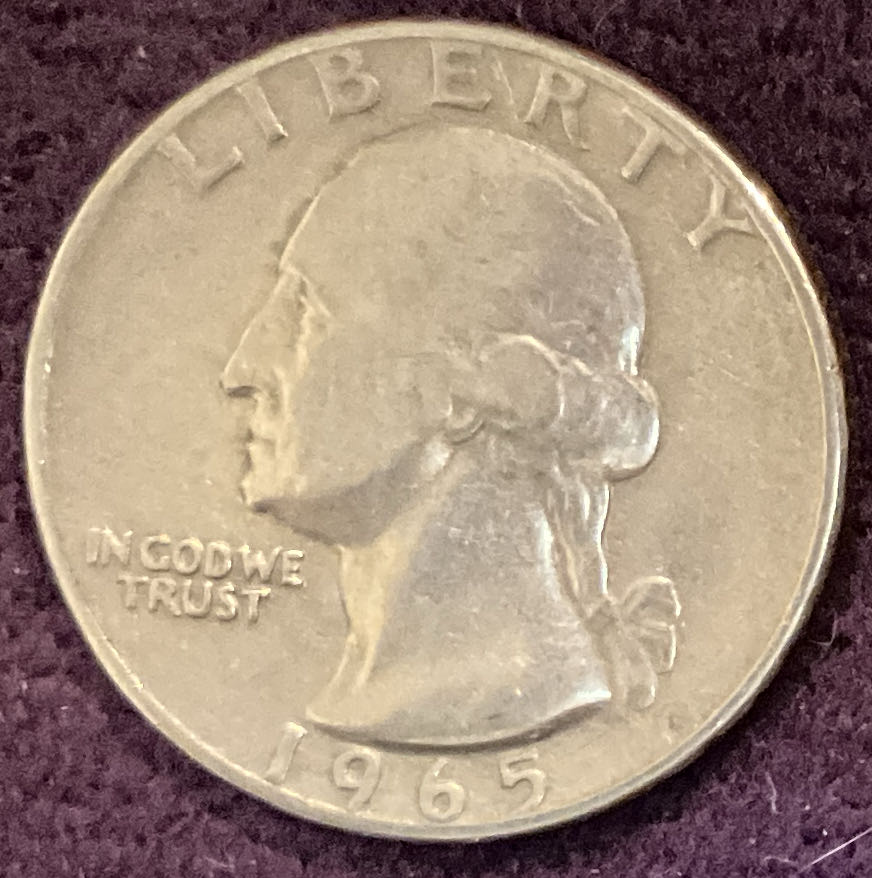 LIBERTY
IN GOD WE
TRUST
1965